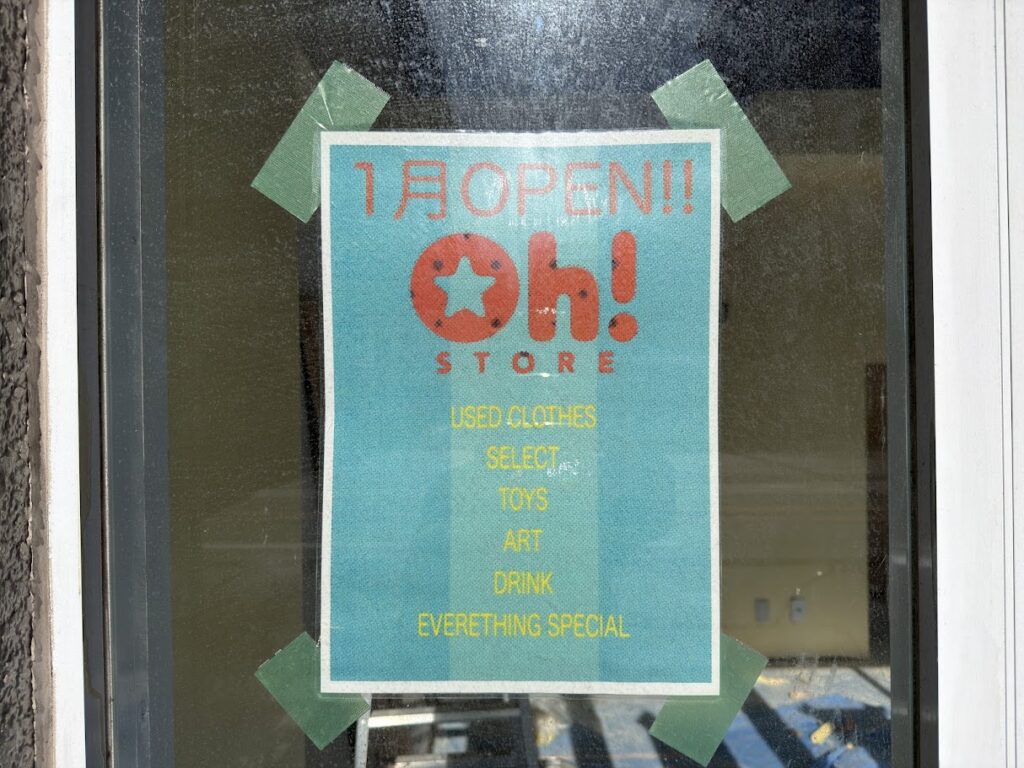 1月OPEN!!
Oh!
STORE
USED CLOTHES
SELECT
TOYS
ART
DRINK
EVERETHING SPECIAL